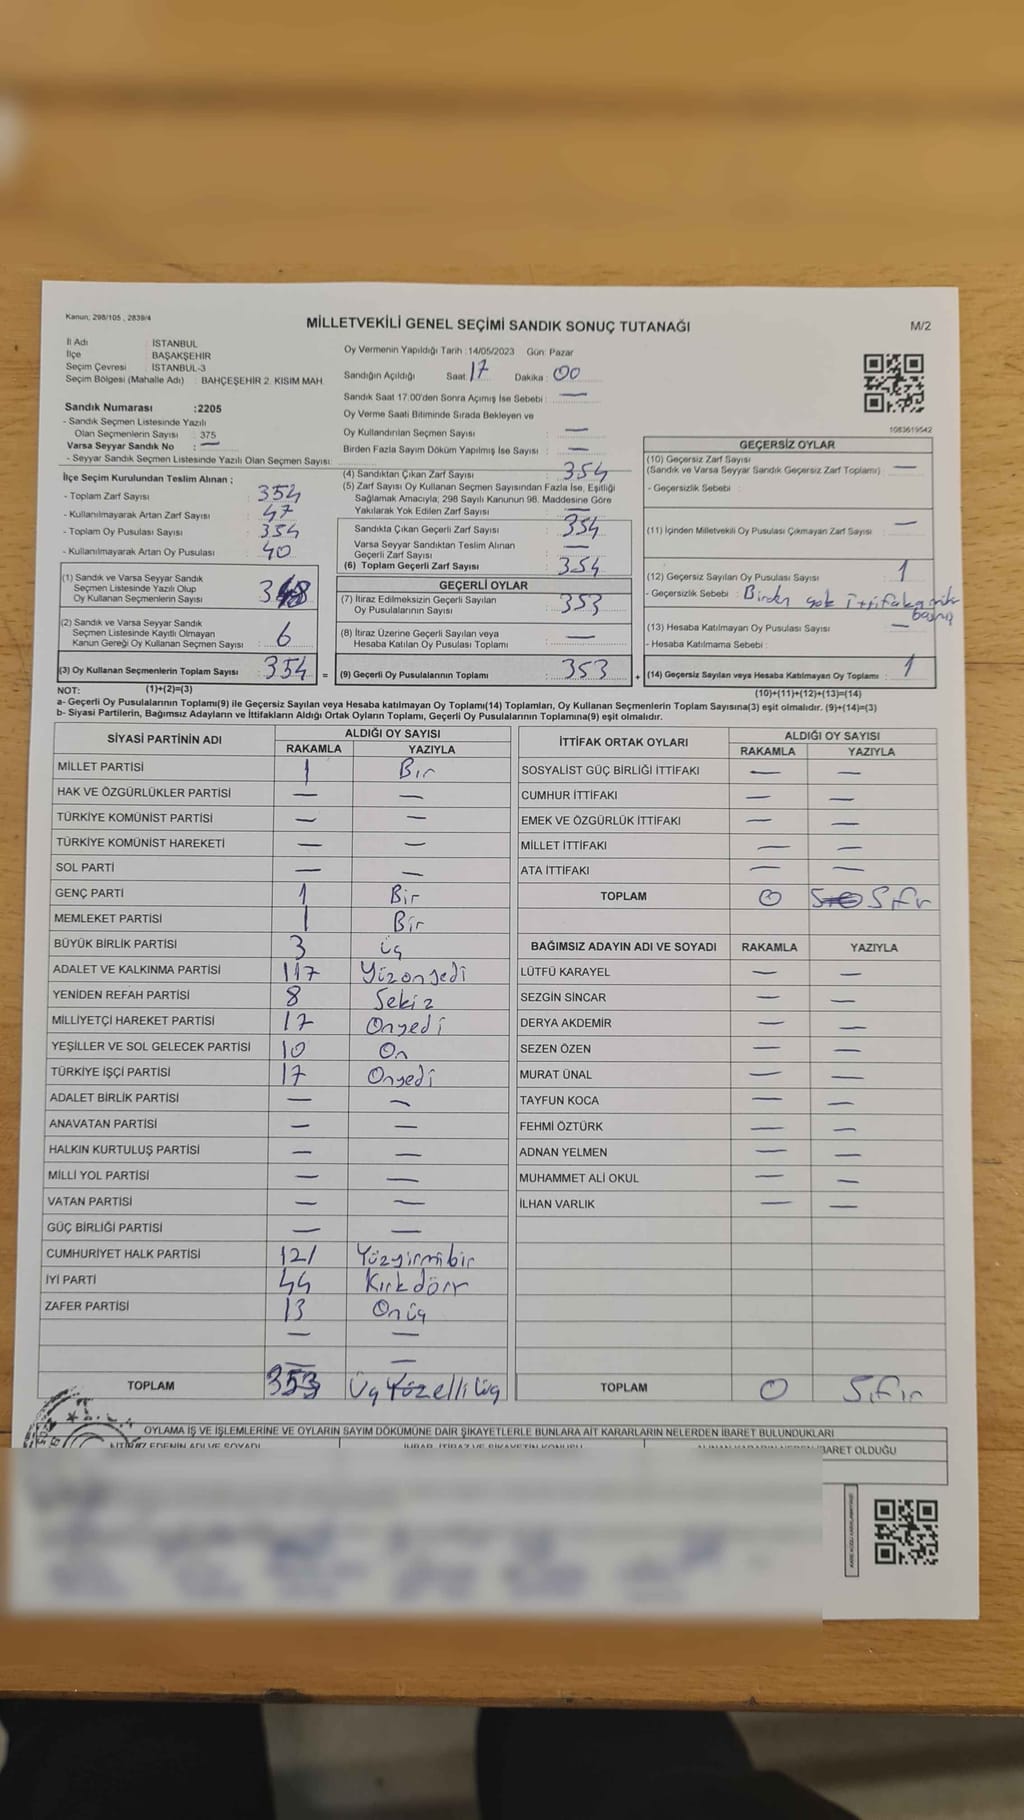 Kanun; 298/105 , 2839/4
MİLLETVEKİLİ GENEL SEÇİMİ SANDIK SONUÇ TUTANAĞI
M/2
İl Adı : İSTANBUL
İlçe : BAŞAKŞEHİR
Seçim Çevresi : İSTANBUL-3
Seçim Bölgesi (Mahalle Adı) : BAHÇEŞEHİR 2. KISIM MAH.
Sandık Numarası :2205
- Sandık Seçmen Listesinde Yazılı
Olan Seçmenlerin Sayısı : 375
Varsa Seyyar Sandık No : —
- Seyyar Sandık Seçmen Listesinde Yazılı Olan Seçmen Sayısı:
Oy Vermenin Yapıldığı Tarih :14/05/2023 Gün: Pazar
Sandığın Açıldığı Saat: 17 Dakika : 00
Sandık Saat 17.00'den Sonra Açımış İse Sebebi : —
Oy Verme Saati Bitiminde Sırada Bekleyen ve
Oy Kullandırılan Seçmen Sayısı : —
Birden Fazla Sayım Döküm Yapılmış İse Sayısı : —
1083619542
İlçe Seçim Kurulundan Teslim Alınan ;
- Toplam Zarf Sayısı : 354
- Kullanılmayarak Artan Zarf Sayısı : 47
- Toplam Oy Pusulası Sayısı : 354
- Kullanılmayarak Artan Oy Pusulası : 40
(1) Sandık ve Varsa Seyyar Sandık
Seçmen Listesinde Yazılı Olup
Oy Kullanan Seçmenlerin Sayısı : 348
(2) Sandık ve Varsa Seyyar Sandık
Seçmen Listesinde Kayıtlı Olmayan
Kanun Gereği Oy Kullanan Seçmen Sayısı : 6
(3) Oy Kullanan Seçmenlerin Toplam Sayısı : 354
(4) Sandıktan Çıkan Zarf Sayısı : 354
(5) Zarf Sayısı Oy Kullanan Seçmen Sayısından Fazla İse, Eşitliği
Sağlamak Amacıyla, 298 Sayılı Kanunun 98. Maddesine Göre
Yakılarak Yok Edilen Zarf Sayısı : —
Sandıkta Çıkan Geçerli Zarf Sayısı : 354
Varsa Seyyar Sandıktan Teslim Alınan
Geçerli Zarf Sayısı : —
(6) Toplam Geçerli Zarf Sayısı : 354
GEÇERLİ OYLAR
(7) İtiraz Edilmeksizin Geçerli Sayılan
Oy Pusulalarının Sayısı : 353
(8) İtiraz Üzerine Geçerli Sayılan veya
Hesaba Katılan Oy Pusulası Toplamı : —
= (9) Geçerli Oy Pusulalarının Toplamı : 353
GEÇERSİZ OYLAR
(10) Geçersiz Zarf Sayısı
(Sandık ve Varsa Seyyar Sandık Geçersiz Zarf Toplamı) : —
- Geçersizlik Sebebi :
(11) İçinden Milletvekili Oy Pusulası Çıkmayan Zarf Sayısı : —
(12) Geçersiz Sayılan Oy Pusulası Sayısı : 1
- Geçersizlik Sebebi : Birden çok ittifaka
basmış
(13) Hesaba Katılmayan Oy Pusulası Sayısı : —
- Hesaba Katılmama Sebebi :
+ (14) Geçersiz Sayılan veya Hesaba Katılmayan Oy Toplamı : 1
NOT: (1)+(2)=(3)
(10)+(11)+(12)+(13)=(14)
a- Geçerli Oy Pusulalarının Toplamı(9) ile Geçersiz Sayılan veya Hesaba katılmayan Oy Toplamı(14) Toplamları, Oy Kullanan Seçmenlerin Toplam Sayısına(3) eşit olmalıdır. (9)+(14)=(3)
b- Siyasi Partilerin, Bağımsız Adayların ve İttifakların Aldığı Ortak Oyların Toplamı, Geçerli Oy Pusulalarının Toplamına(9) eşit olmalıdır.
SİYASİ PARTİNİN ADI ALDIĞI OY SAYISI
RAKAMLA YAZIYLA
MİLLET PARTİSİ 1 Bir
HAK VE ÖZGÜRLÜKLER PARTİSİ — —
TÜRKİYE KOMÜNİST PARTİSİ — —
TÜRKİYE KOMÜNİST HAREKETİ — —
SOL PARTİ — —
GENÇ PARTİ 1 Bir
MEMLEKET PARTİSİ 1 Bir
BÜYÜK BİRLİK PARTİSİ 3 üç
ADALET VE KALKINMA PARTİSİ 117 Yüzonyedi
YENİDEN REFAH PARTİSİ 8 Sekiz
MİLLİYETÇİ HAREKET PARTİSİ 17 Onyedi
YEŞİLLER VE SOL GELECEK PARTİSİ 10 On
TÜRKİYE İŞÇİ PARTİSİ 17 Onyedi
ADALET BİRLİK PARTİSİ — —
ANAVATAN PARTİSİ — —
HALKIN KURTULUŞ PARTİSİ — —
MİLLİ YOL PARTİSİ — —
VATAN PARTİSİ — —
GÜÇ BİRLİĞİ PARTİSİ — —
CUMHURİYET HALK PARTİSİ 121 Yüzyirmibir
İYİ PARTİ 44 Kırkdört
ZAFER PARTİSİ 13 Onüç
— —
— —
TOPLAM 353 Üçyüzelliüç
İTTİFAK ORTAK OYLARI ALDIĞI OY SAYISI
RAKAMLA YAZIYLA
SOSYALİST GÜÇ BİRLİĞİ İTTİFAKI — —
CUMHUR İTTİFAKI — —
EMEK VE ÖZGÜRLÜK İTTİFAKI — —
MİLLET İTTİFAKI — —
ATA İTTİFAKI — —
TOPLAM 0 Sıfır
BAĞIMSIZ ADAYIN ADI VE SOYADI RAKAMLA YAZIYLA
LÜTFÜ KARAYEL — —
SEZGİN SİNCAR — —
DERYA AKDEMİR — —
SEZEN ÖZEN — —
MURAT ÜNAL — —
TAYFUN KOCA — —
FEHMİ ÖZTÜRK — —
ADNAN YELMEN — —
MUHAMMET ALİ OKUL — —
İLHAN VARLIK — —
TOPLAM 0 Sıfır
OYLAMA İŞ VE İŞLEMLERİNE VE OYLARIN SAYIM DÖKÜMÜNE DAİR ŞİKAYETLERLE BUNLARA AİT KARARLARIN NELERDEN İBARET BULUNDUKLARI
İBARET OLDUĞU